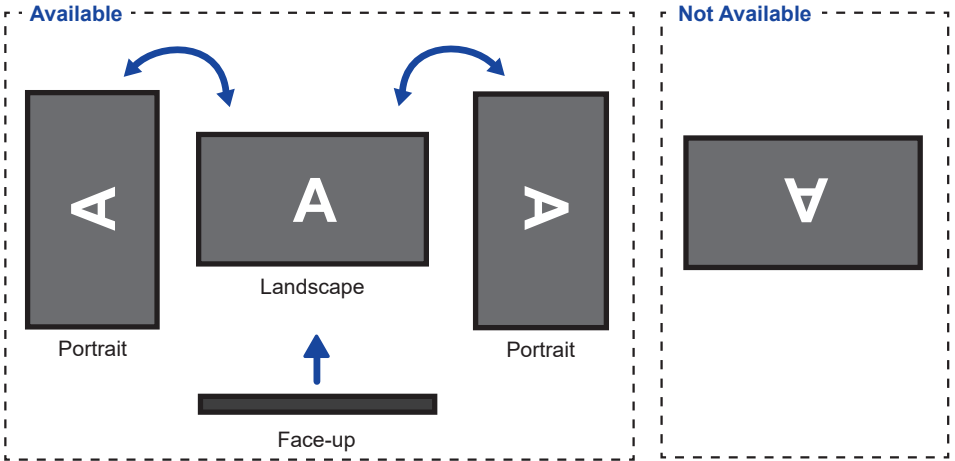 Available
Not Available
A
A
A
A
Landscape
Portrait
Portrait
Face-up